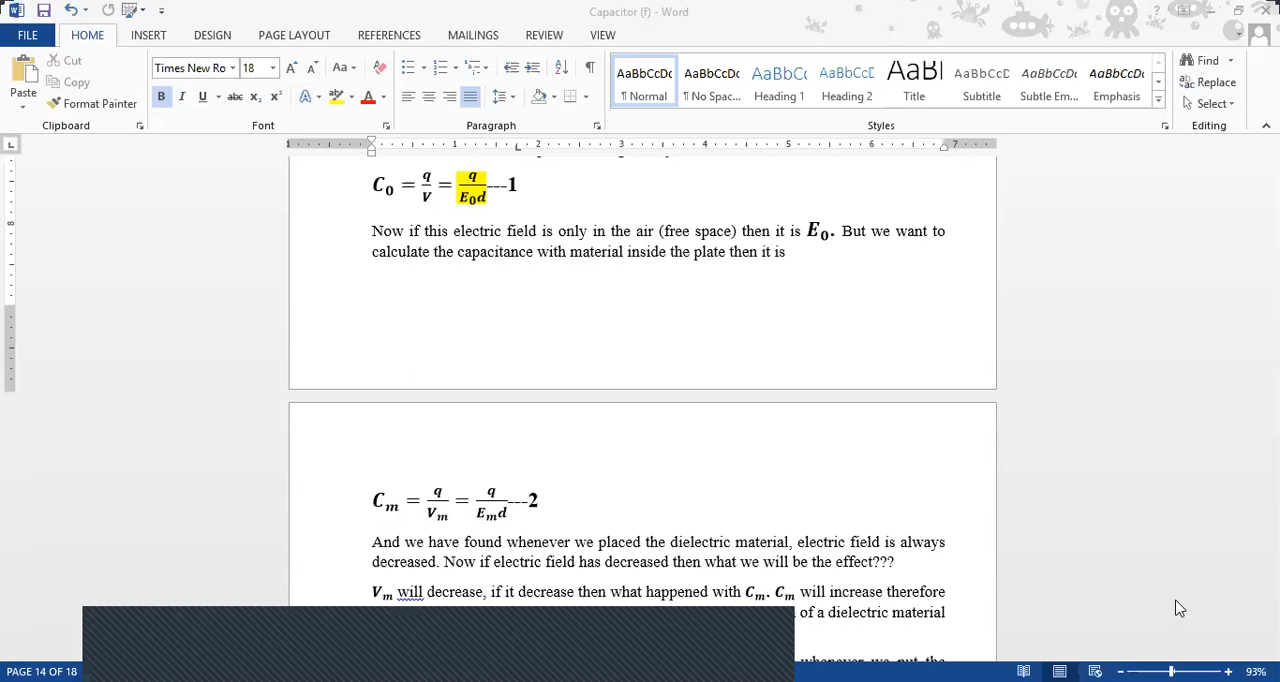 Capacitor (f) - Word
FILE HOME INSERT DESIGN PAGE LAYOUT REFERENCES MAILINGS REVIEW VIEW
Paste Cut Copy Format Painter
Times New Ro 18
AaBbCcDc AaBbCcDc AaBbCc AaBbCcE AaBl AaBbCcD AaBbCcDc AaBbCcDc
¶ Normal ¶ No Spac... Heading 1 Heading 2 Title Subtitle Subtle Em... Emphasis
Find Replace Select
Clipboard Font Paragraph Styles Editing
C₀ = q/V = q/E₀d---1
Now if this electric field is only in the air (free space) then it is E₀. But we want to
calculate the capacitance with material inside the plate then it is
Cₘ = q/Vₘ = q/Eₘd---2
And we have found whenever we placed the dielectric material, electric field is always
decreased. Now if electric field has decreased then what we will be the effect???
Vₘ will decrease, if it decrease then what happened with Cₘ. Cₘ will increase therefore
of a dielectric material
whenever we put the
PAGE 14 OF 18 93%